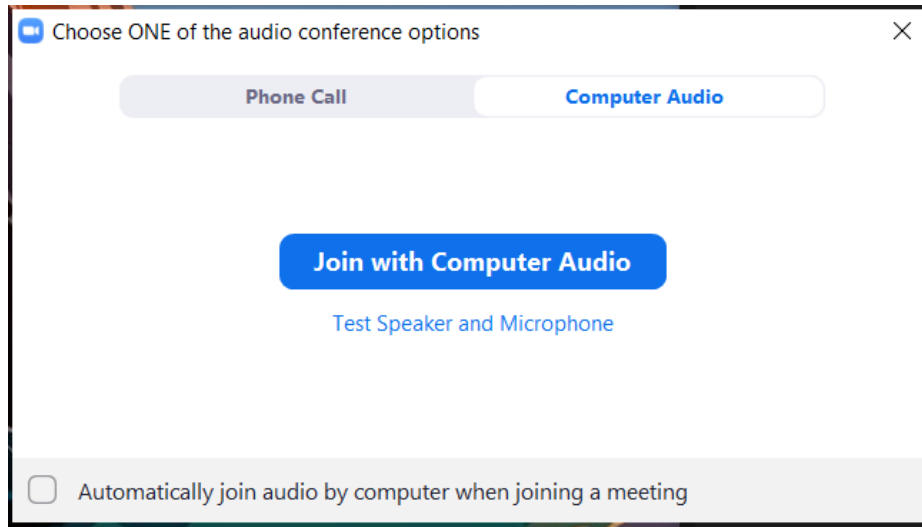 Choose ONE of the audio conference options
Phone Call
Computer Audio
Join with Computer Audio
Test Speaker and Microphone
Automatically join audio by computer when joining a meeting